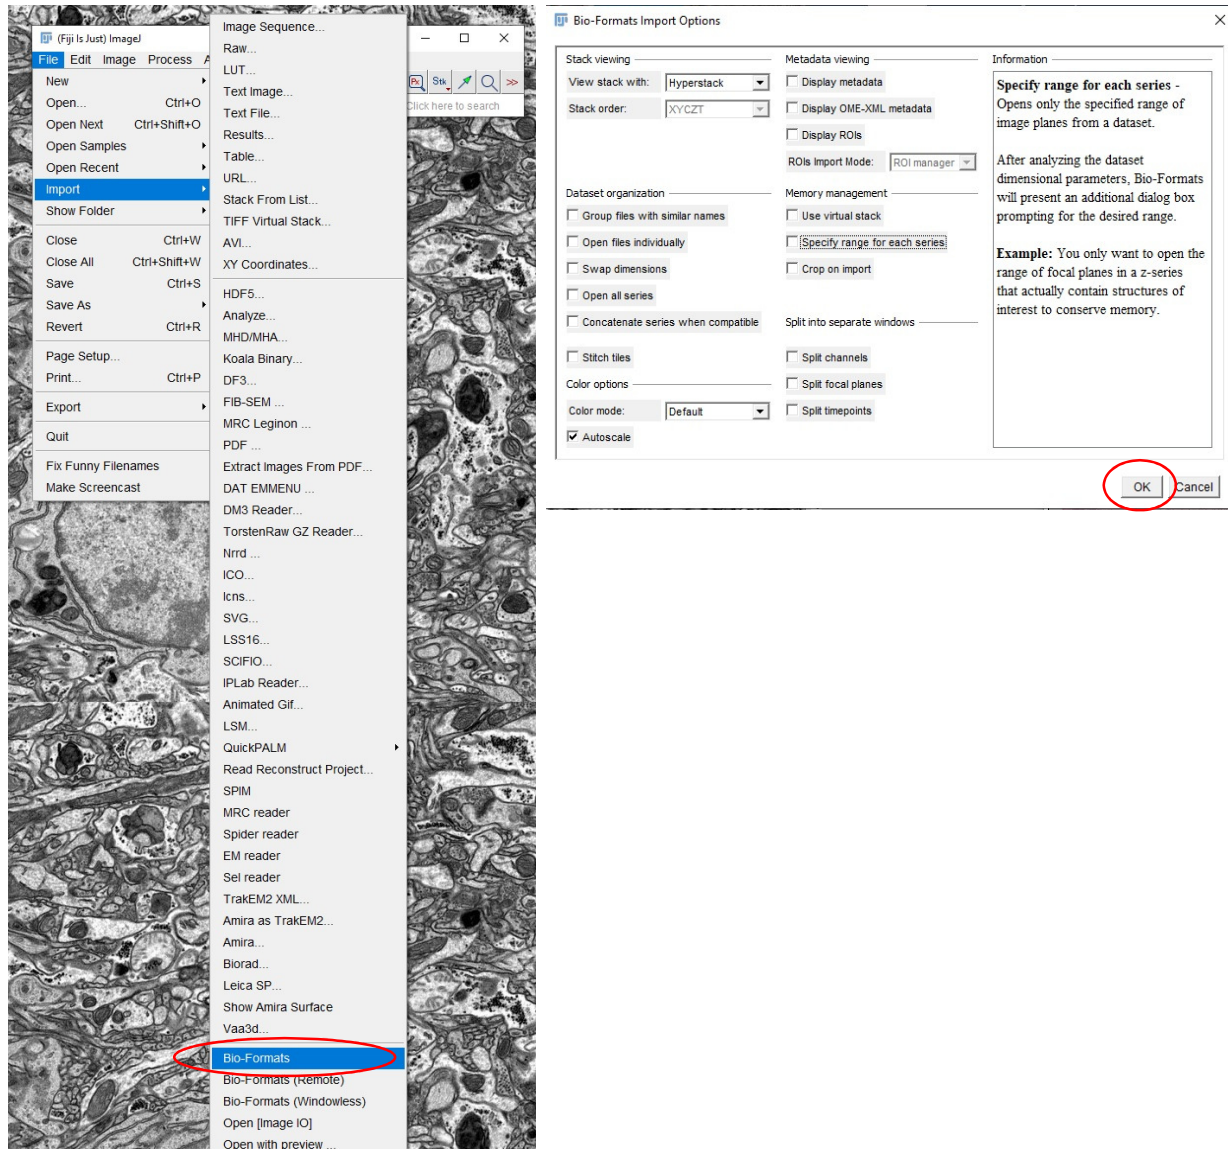 (Fiji Is Just) ImageJ
File Edit Image Process A
Stk
>>
Click here to search
New
Open... Ctrl+O
Open Next Ctrl+Shift+O
Open Samples
Open Recent
Import
Show Folder
Close Ctrl+W
Close All Ctrl+Shift+W
Save Ctrl+S
Save As
Revert Ctrl+R
Page Setup...
Print... Ctrl+P
Export
Quit
Fix Funny Filenames
Make Screencast
Image Sequence...
Raw...
LUT...
Text Image...
Text File...
Results...
Table...
URL...
Stack From List...
TIFF Virtual Stack...
AVI...
XY Coordinates...
HDF5...
Analyze...
MHD/MHA...
Koala Binary...
DF3...
FIB-SEM ...
MRC Leginon ...
PDF ...
Extract Images From PDF...
DAT EMMENU ...
DM3 Reader...
TorstenRaw GZ Reader...
Nrrd ...
ICO...
Icns...
SVG...
LSS16...
SCIFIO...
IPLab Reader...
Animated Gif...
LSM...
QuickPALM
Read Reconstruct Project...
SPIM
MRC reader
Spider reader
EM reader
Sel reader
TrakEM2 XML...
Amira as TrakEM2...
Amira...
Biorad...
Leica SP...
Show Amira Surface
Vaa3d...
Bio-Formats
Bio-Formats (Remote)
Bio-Formats (Windowless)
Open [Image IO]
Open with preview ...
Bio-Formats Import Options
Stack viewing
View stack with: Hyperstack
Stack order: XYCZT
Metadata viewing
Display metadata
Display OME-XML metadata
Display ROIs
ROIs Import Mode: ROI manager
Dataset organization
Group files with similar names
Open files individually
Swap dimensions
Open all series
Concatenate series when compatible
Stitch tiles
Memory management
Use virtual stack
Specify range for each series
Crop on import
Color options
Color mode: Default
Autoscale
Split into separate windows
Split channels
Split focal planes
Split timepoints
Information
Specify range for each series -
Opens only the specified range of
image planes from a dataset.
After analyzing the dataset
dimensional parameters, Bio-Formats
will present an additional dialog box
prompting for the desired range.
Example: You only want to open the
range of focal planes in a z-series
that actually contain structures of
interest to conserve memory.
OK Cancel